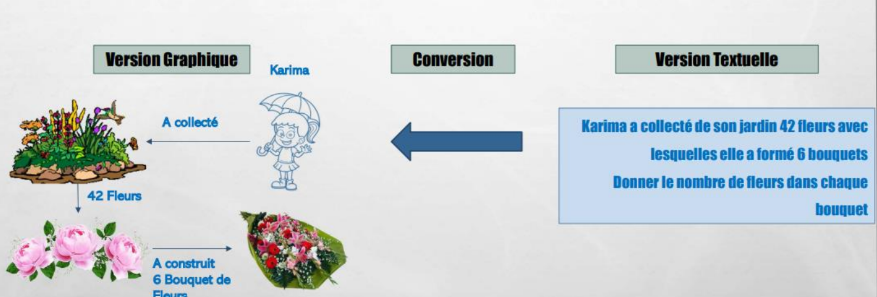 Version Graphique
Conversion
Version Textuelle
Karima
A collecté
42 Fleurs
A construit
6 Bouquet de
Fleurs
Karima a collecté de son jardin 42 fleurs avec
lesquelles elle a formé 6 bouquets
Donner le nombre de fleurs dans chaque
bouquet